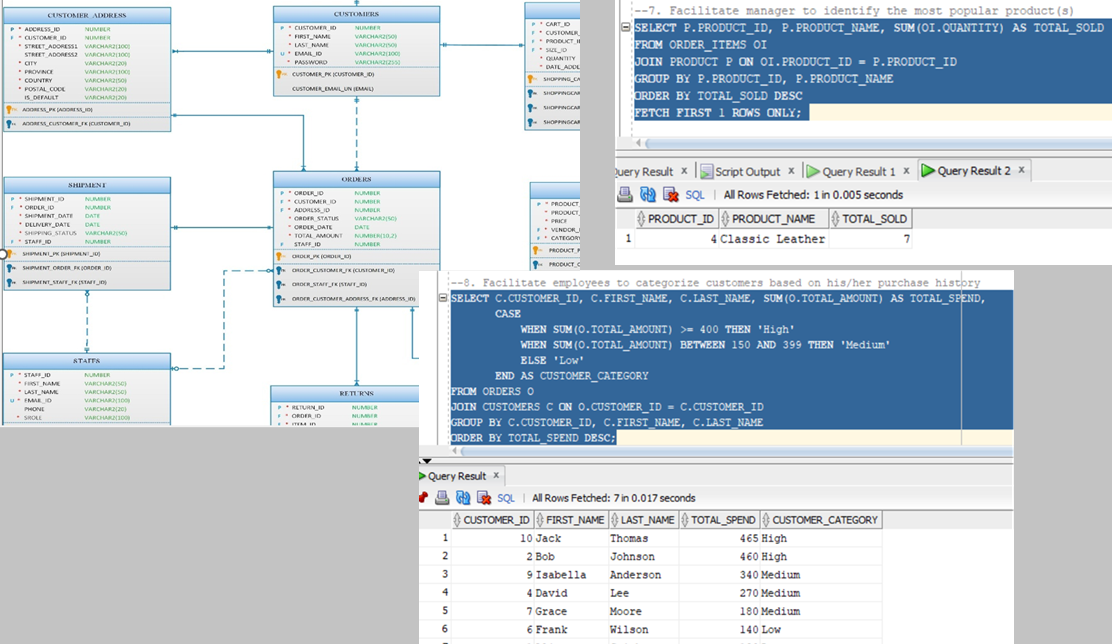 CUSTOMER_ADDRESS
P * ADDRESS_ID NUMBER
F * CUSTOMER_ID NUMBER
* STREET_ADDRESS1 VARCHAR2(100)
STREET_ADDRESS2 VARCHAR2(100)
* CITY VARCHAR2(20)
* PROVINCE VARCHAR2(100)
* COUNTRY VARCHAR2(50)
* POSTAL_CODE VARCHAR2(20)
IS_DEFAULT VARCHAR2(20)
ADDRESS_PK (ADDRESS_ID)
ADDRESS_CUSTOMER_FK (CUSTOMER_ID)
CUSTOMERS
P * CUSTOMER_ID NUMBER
* FIRST_NAME VARCHAR2(50)
* LAST_NAME VARCHAR2(50)
U * EMAIL_ID VARCHAR2(100)
* PASSWORD VARCHAR2(255)
CUSTOMER_PK (CUSTOMER_ID)
CUSTOMER_EMAIL_UN (EMAIL)
P * CART_ID
F * CUSTOMER_
F * PRODUCT_I
F * SIZE_ID
* QUANTITY
* DATE_ADDE
SHOPPING_CA
SHOPPINGCAR
SHOPPINGCAR
SHOPPINGCAR
SHIPMENT
P * SHIPMENT_ID NUMBER
F * ORDER_ID NUMBER
* SHIPMENT_DATE DATE
* DELIVERY_DATE DATE
* SHIPPING_STATUS VARCHAR2(50)
F * STAFF_ID NUMBER
SHIPMENT_PK (SHIPMENT_ID)
SHIPMENT_ORDER_FK (ORDER_ID)
SHIPMENT_STAFF_FK (STAFF_ID)
ORDERS
P * ORDER_ID NUMBER
F * CUSTOMER_ID NUMBER
F * ADDRESS_ID NUMBER
* ORDER_STATUS VARCHAR2(50)
* ORDER_DATE DATE
* TOTAL_AMOUNT NUMBER(10,2)
F STAFF_ID NUMBER
ORDER_PK (ORDER_ID)
ORDER_CUSTOMER_FK (CUSTOMER_ID)
ORDER_STAFF_FK (STAFF_ID)
ORDER_CUSTOMER_ADDRESS_FK (ADDRESS_ID)
P * PRODUCT_
* PRODUCT_
* PRICE
F * VENDOR_I
F * CATEGORY
PRODUCT_P
PRODUCT_C
STAFFS
P * STAFF_ID NUMBER
* FIRST_NAME VARCHAR2(50)
* LAST_NAME VARCHAR2(50)
U * EMAIL_ID VARCHAR2(100)
PHONE VARCHAR2(20)
* SROLE VARCHAR2(100)
RETURNS
P * RETURN_ID NUMBER
F * ORDER_ID NUMBER
F * ITEM_ID NUMBER
--7. Facilitate manager to identify the most popular product(s)
SELECT P.PRODUCT_ID, P.PRODUCT_NAME, SUM(OI.QUANTITY) AS TOTAL_SOLD
FROM ORDER_ITEMS OI
JOIN PRODUCT P ON OI.PRODUCT_ID = P.PRODUCT_ID
GROUP BY P.PRODUCT_ID, P.PRODUCT_NAME
ORDER BY TOTAL_SOLD DESC
FETCH FIRST 1 ROWS ONLY;
uery Result x Script Output x Query Result 1 x Query Result 2 x
SQL | All Rows Fetched: 1 in 0.005 seconds
PRODUCT_ID PRODUCT_NAME TOTAL_SOLD
1 4 Classic Leather 7
--8. Facilitate employees to categorize customers based on his/her purchase history
SELECT C.CUSTOMER_ID, C.FIRST_NAME, C.LAST_NAME, SUM(O.TOTAL_AMOUNT) AS TOTAL_SPEND,
CASE
WHEN SUM(O.TOTAL_AMOUNT) >= 400 THEN 'High'
WHEN SUM(O.TOTAL_AMOUNT) BETWEEN 150 AND 399 THEN 'Medium'
ELSE 'Low'
END AS CUSTOMER_CATEGORY
FROM ORDERS O
JOIN CUSTOMERS C ON O.CUSTOMER_ID = C.CUSTOMER_ID
GROUP BY C.CUSTOMER_ID, C.FIRST_NAME, C.LAST_NAME
ORDER BY TOTAL_SPEND DESC;
Query Result x
SQL | All Rows Fetched: 7 in 0.017 seconds
CUSTOMER_ID FIRST_NAME LAST_NAME TOTAL_SPEND CUSTOMER_CATEGORY
1 10 Jack Thomas 465 High
2 2 Bob Johnson 460 High
3 9 Isabella Anderson 340 Medium
4 4 David Lee 270 Medium
5 7 Grace Moore 180 Medium
6 6 Frank Wilson 140 Low